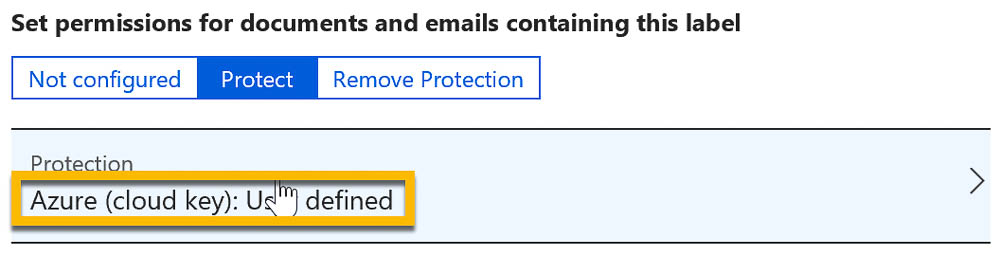 Set permissions for documents and emails containing this label
Not configured Protect Remove Protection
Protection
Azure (cloud key): User defined